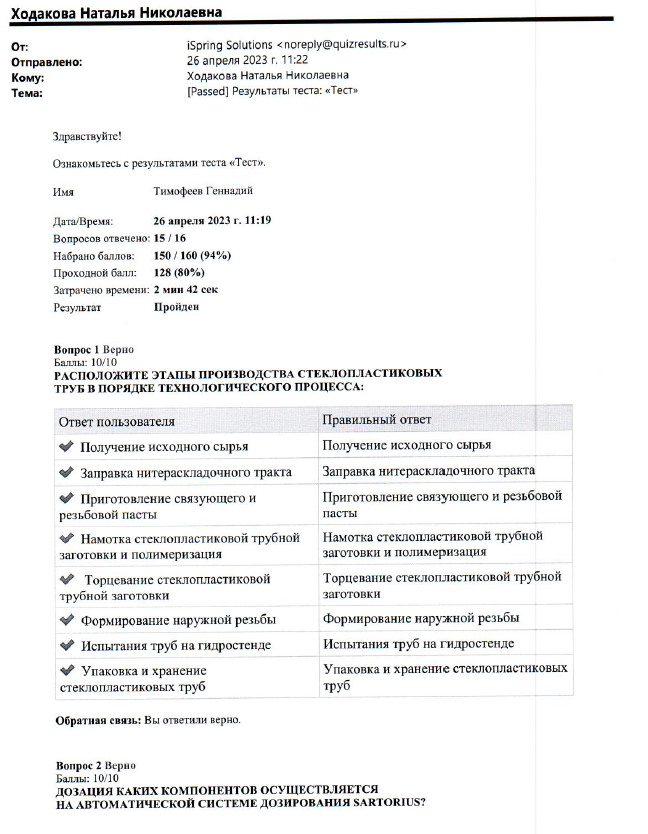 Ходакова Наталья Николаевна
От: iSpring Solutions <noreply@quizresults.ru>
Отправлено: 26 апреля 2023 г. 11:22
Кому: Ходакова Наталья Николаевна
Тема: [Passed] Результаты теста: «Тест»
Здравствуйте!
Ознакомьтесь с результатами теста «Тест».
Имя Тимофеев Геннадий
Дата/Время: 26 апреля 2023 г. 11:19
Вопросов отвечено: 15 / 16
Набрано баллов: 150 / 160 (94%)
Проходной балл: 128 (80%)
Затрачено времени: 2 мин 42 сек
Результат Пройден
Вопрос 1 Верно
Баллы: 10/10
РАСПОЛОЖИТЕ ЭТАПЫ ПРОИЗВОДСТВА СТЕКЛОПЛАСТИКОВЫХ
ТРУБ В ПОРЯДКЕ ТЕХНОЛОГИЧЕСКОГО ПРОЦЕССА:
Ответ пользователя Правильный ответ
Получение исходного сырья Получение исходного сырья
Заправка нитераскладочного тракта Заправка нитераскладочного тракта
Приготовление связующего и Приготовление связующего и резьбовой
резьбовой пасты пасты
Намотка стеклопластиковой трубной Намотка стеклопластиковой трубной
заготовки и полимеризация заготовки и полимеризация
Торцевание стеклопластиковой Торцевание стеклопластиковой трубной
трубной заготовки заготовки
Формирование наружной резьбы Формирование наружной резьбы
Испытания труб на гидростенде Испытания труб на гидростенде
Упаковка и хранение Упаковка и хранение стеклопластиковых
стеклопластиковых труб труб
Обратная связь: Вы ответили верно.
Вопрос 2 Верно
Баллы: 10/10
ДОЗАЦИЯ КАКИХ КОМПОНЕНТОВ ОСУЩЕСТВЛЯЕТСЯ
НА АВТОМАТИЧЕСКОЙ СИСТЕМЕ ДОЗИРОВАНИЯ SARTORIUS?